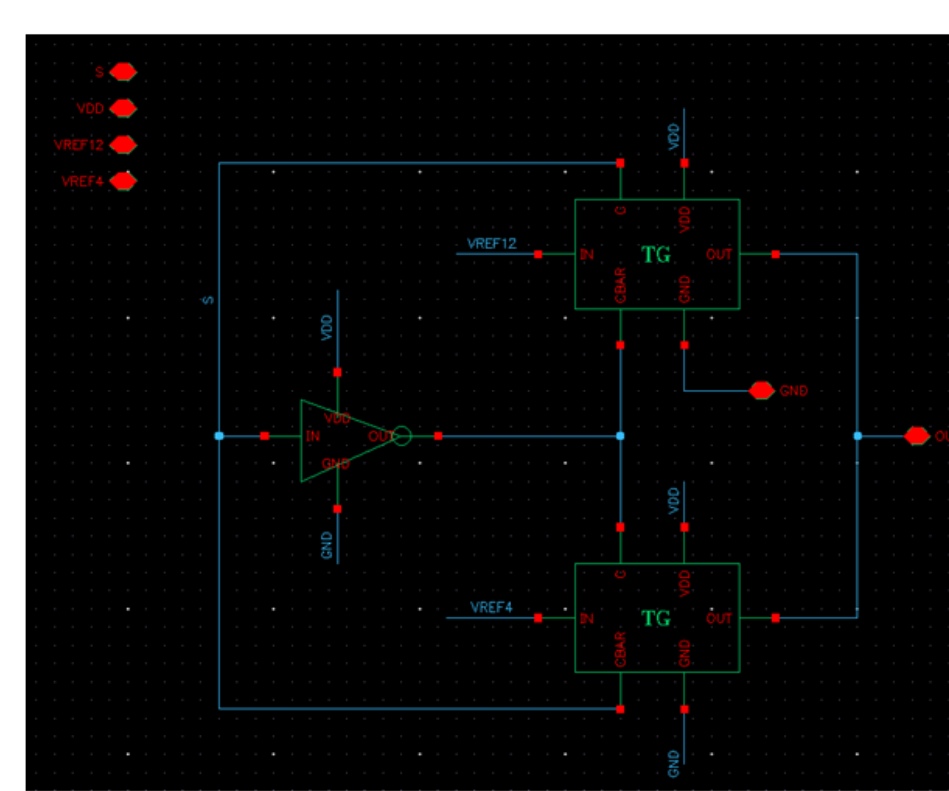 S
VDD
VREF12
VREF4
VDD
C
VDD
VREF12
IN
TG
OUT
CBAR
GND
S
VDD
GND
VDD
IN
OUT
GND
VDD
GND
C
VDD
VREF4
IN
TG
OUT
CBAR
GND
GND